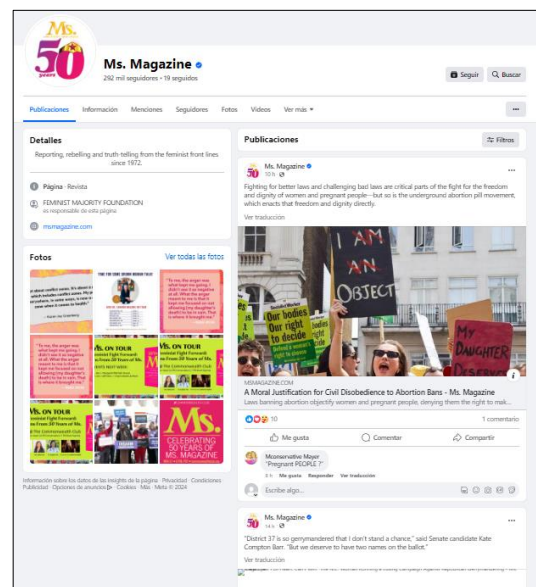 Ms.
50
years
Ms. Magazine
292 mil seguidores • 19 seguidos
Seguir
Buscar
Publicaciones
Información
Menciones
Seguidores
Fotos
Videos
Ver más
Detalles
Reporting, rebelling and truth-telling from the feminist front lines
since 1972.
Página · Revista
FEMINIST MAJORITY FOUNDATION
es responsable de esta página
msmagazine.com
Fotos
Ver todas las fotos
MS. ON TOUR
CELEBRATING
50 YEARS OF
MS. MAGAZINE
Información sobre los datos de las insights de la página · Privacidad · Condiciones
Publicidad · Opciones de anuncios · Cookies · Más · Meta © 2024
Publicaciones
Filtros
Ms. Magazine
10 h
Fighting for better laws and challenging bad laws are critical parts of the fight for the freedom
and dignity of women and pregnant people—but so is the underground abortion pill movement,
which enacts that freedom and dignity directly.
Ver traducción
I AM
AN
OBJECT
Our bodies
Our right
to decide
MY
DAUGHTER
MSMAGAZINE.COM
A Moral Justification for Civil Disobedience to Abortion Bans - Ms. Magazine
Laws banning abortion objectify women and pregnant people, denying them the right to mak...
10
1 comentario
Me gusta
Comentar
Compartir
Mconservative Mayer
"Pregnant PEOPLE ?"
8 h Me gusta Responder Ver traducción
Escribe algo...
Ms. Magazine
14 h
"District 37 is so gerrymandered that I don't stand a chance," said Senate candidate Kate
Compton Barr. "But we deserve to have two names on the ballot."